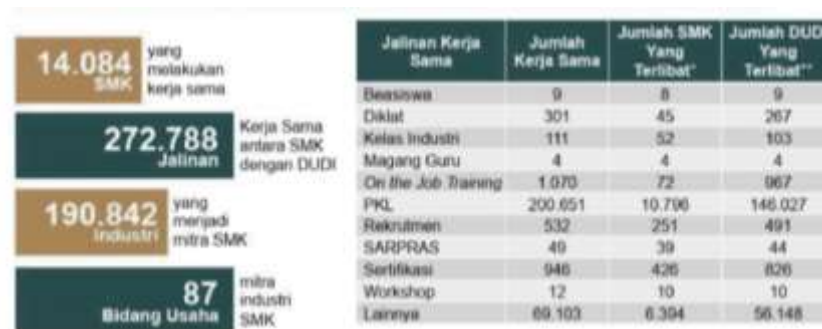 14.084
SMK
yang
melakukan
kerja sama
272.788
Jalinan
Kerja Sama
antara SMK
dengan DUDI
190.842
Industri
yang
menjadi
mitra SMK
87
Bidang Usaha
mitra
industri
SMK
Jalinan Kerja Sama Jumlah Kerja Sama Jumlah SMK Yang Terlibat* Jumlah DUDI Yang Terlibat**
Beasiswa 9 8 9
Diklat 301 45 267
Kelas Industri 111 52 103
Magang Guru 4 4 4
On the Job Training 1.070 72 967
PKL 200.651 10.796 146.027
Rekrutmen 532 251 491
SARPRAS 49 39 44
Sertifikasi 946 426 826
Workshop 12 10 10
Lainnya 69.103 6.394 56.148